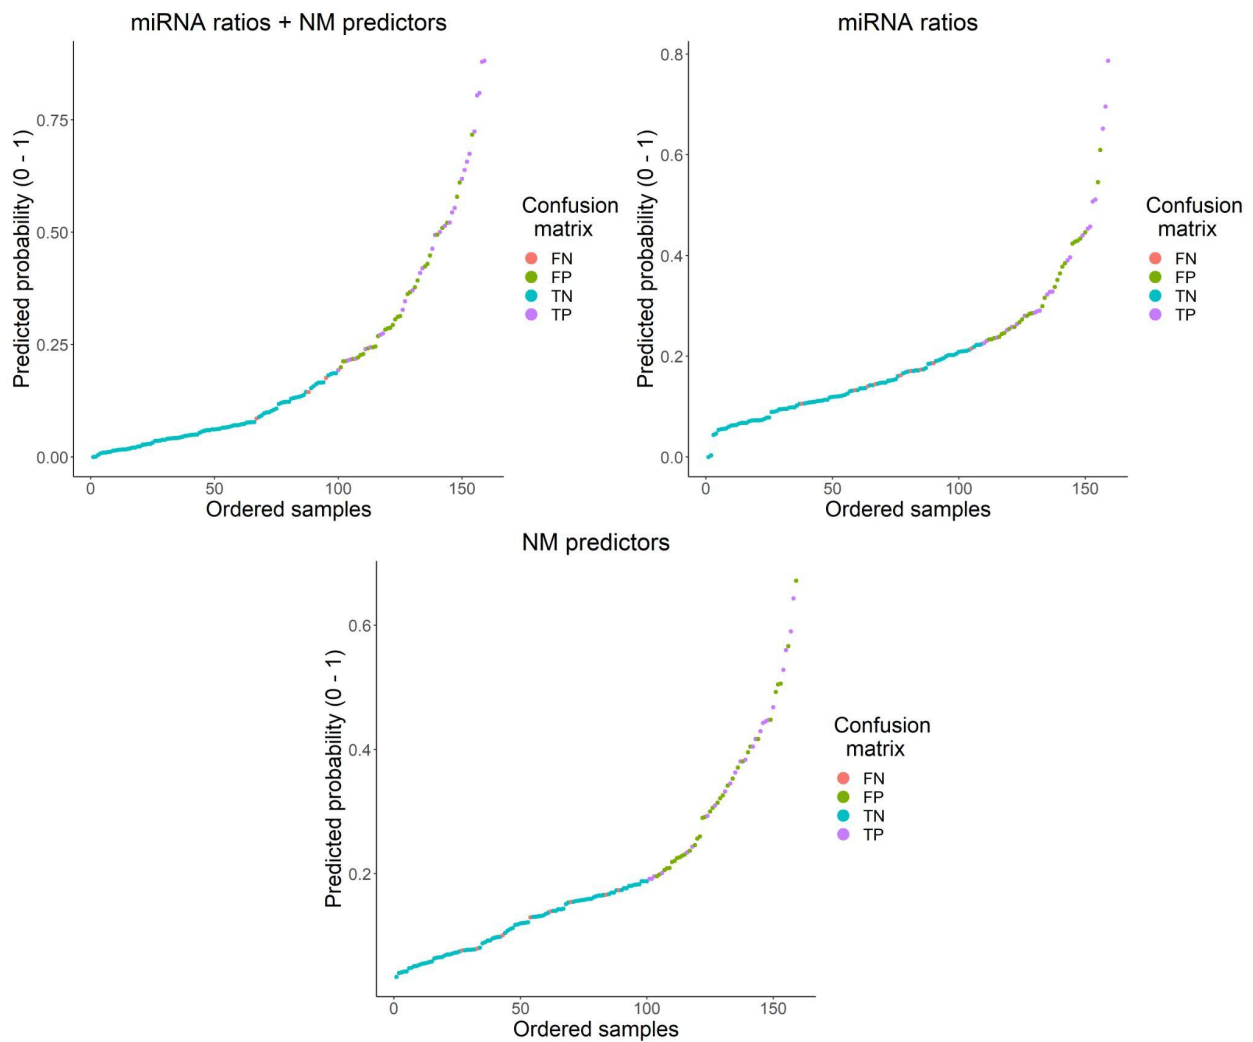 miRNA ratios + NM predictors
Predicted probability (0 - 1)
0.75
0.50
0.25
0.00
0
50
100
150
Ordered samples
Confusion
matrix
FN
FP
TN
TP
miRNA ratios
Predicted probability (0 - 1)
0.8
0.6
0.4
0.2
0.0
0
50
100
150
Ordered samples
Confusion
matrix
FN
FP
TN
TP
NM predictors
Predicted probability (0 - 1)
0.6
0.4
0.2
0
50
100
150
Ordered samples
Confusion
matrix
FN
FP
TN
TP